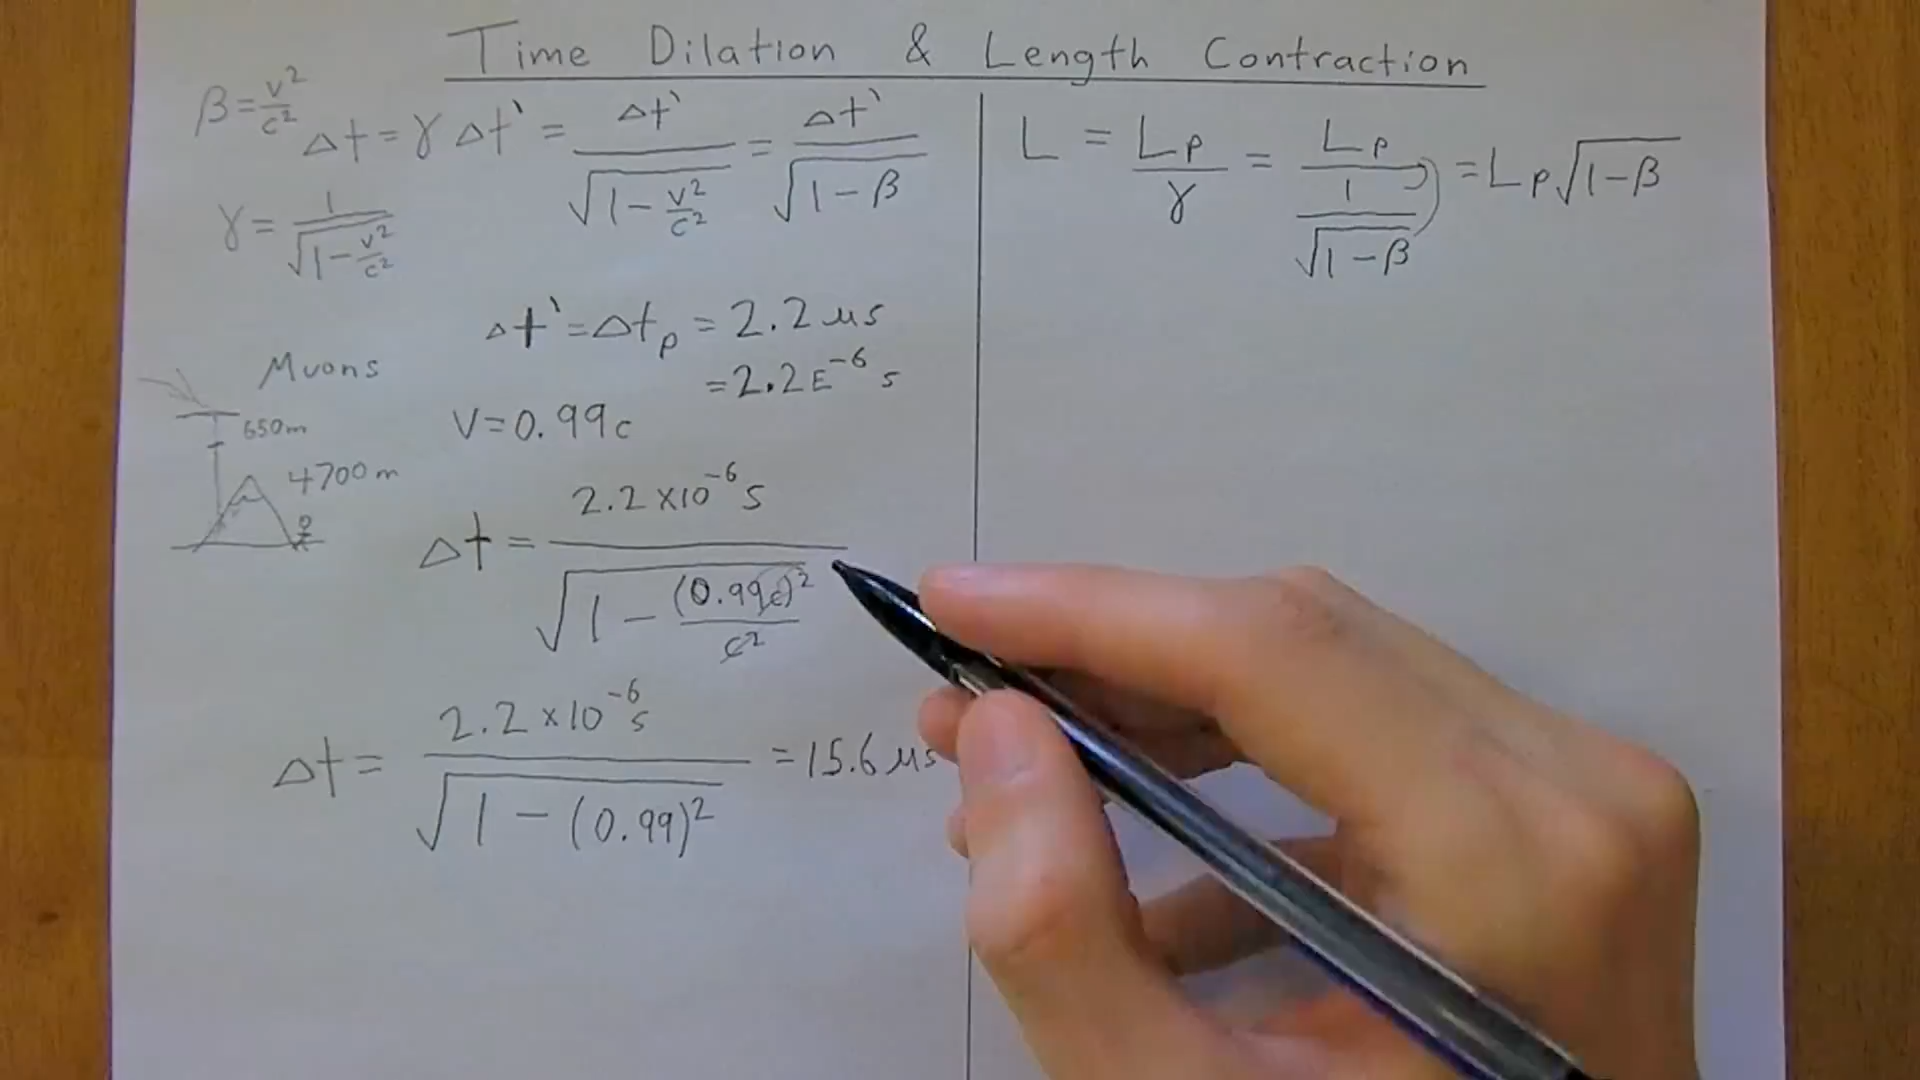 Time Dilation & Length Contraction
β = v²/c²
Δt = γ Δt' = Δt'/√(1 - v²/c²) = Δt'/√(1 - β)
γ = 1/√(1 - v²/c²)
Δt' = Δtₚ = 2.2 μs
= 2.2E⁻⁶ s
Muons
650m
4700m
V = 0.99c
Δt = 2.2 × 10⁻⁶ s/√(1 - (0.99c)²/c²)
Δt = 2.2 × 10⁻⁶ s/√(1 - (0.99)²) = 15.6 μs
L = Lₚ/γ = Lₚ/(1/√(1 - β)) = Lₚ√(1 - β)